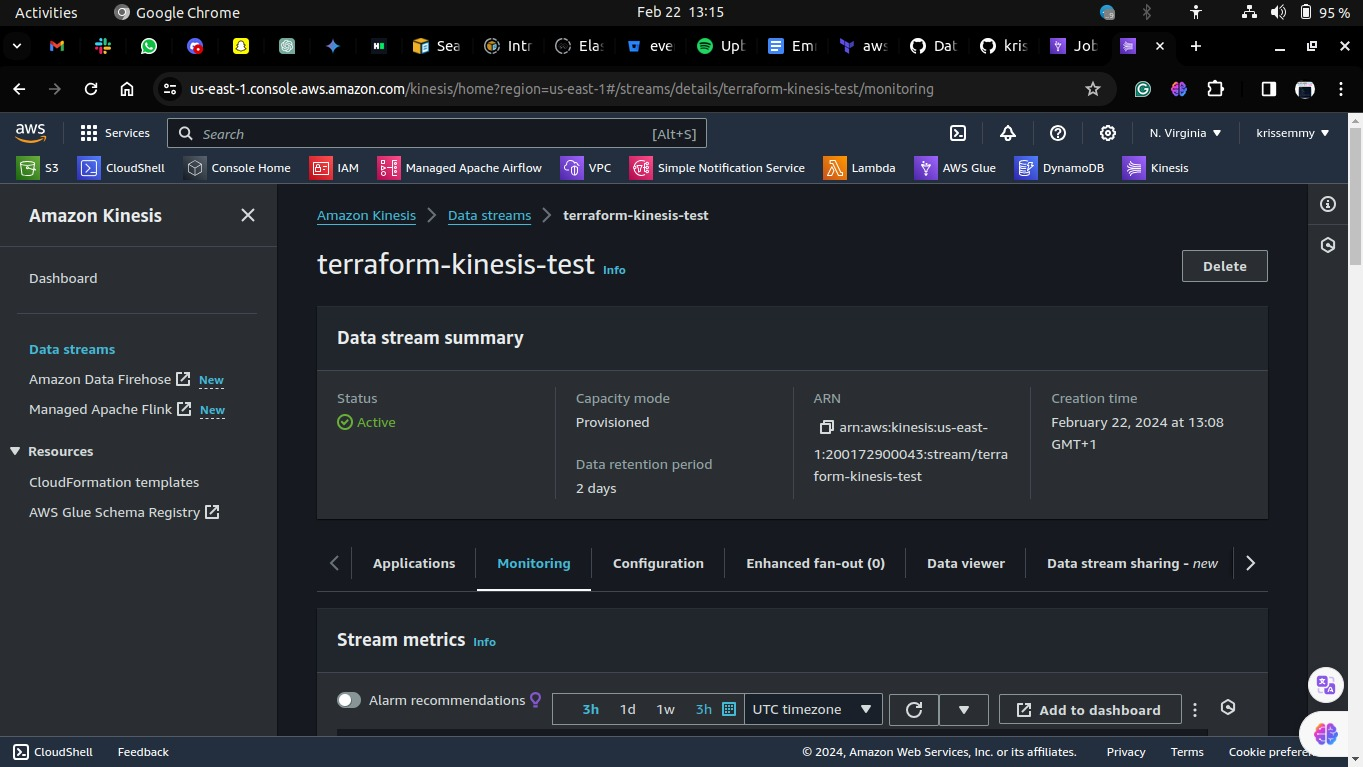 Activities Google Chrome Feb 22 13:15 95 %
Sea Intr Elas eve Upb Em aws Dat kris Job
us-east-1.console.aws.amazon.com/kinesis/home?region=us-east-1#/streams/details/terraform-kinesis-test/monitoring
aws Services Search [Alt+S] N. Virginia krissemmy
S3 CloudShell Console Home IAM Managed Apache Airflow VPC Simple Notification Service Lambda AWS Glue DynamoDB Kinesis
Amazon Kinesis
Dashboard
Data streams
Amazon Data Firehose New
Managed Apache Flink New
Resources
CloudFormation templates
AWS Glue Schema Registry
Amazon Kinesis Data streams terraform-kinesis-test
terraform-kinesis-test Info
Delete
Data stream summary
Status
Active
Capacity mode
Provisioned
Data retention period
2 days
ARN
arn:aws:kinesis:us-east-
1:200172900043:stream/terra
form-kinesis-test
Creation time
February 22, 2024 at 13:08
GMT+1
Applications Monitoring Configuration Enhanced fan-out (0) Data viewer Data stream sharing - new
Stream metrics Info
Alarm recommendations 3h 1d 1w 3h UTC timezone Add to dashboard
CloudShell Feedback © 2024, Amazon Web Services, Inc. or its affiliates. Privacy Terms Cookie